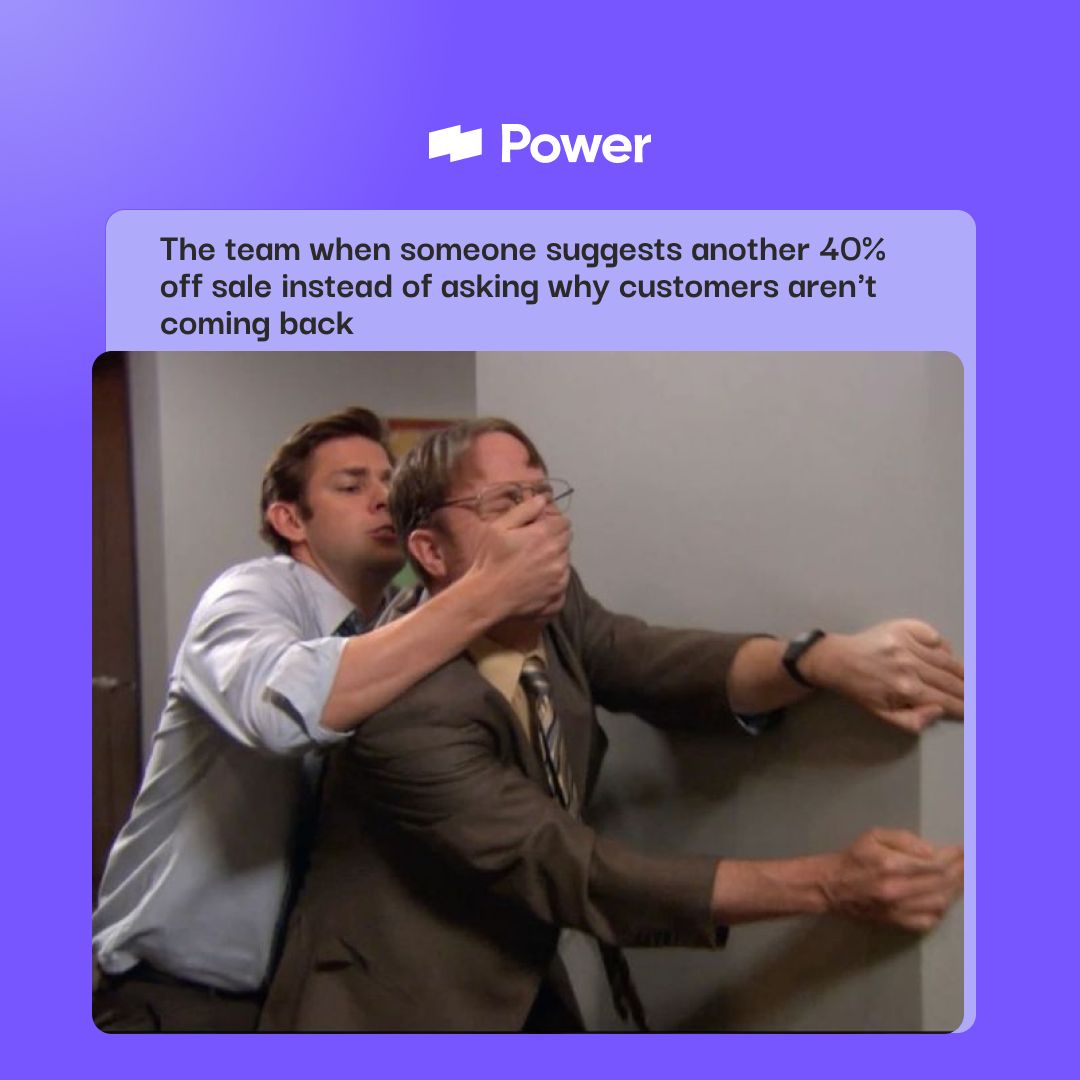 Power
The team when someone suggests another 40%
off sale instead of asking why customers aren’t
coming back